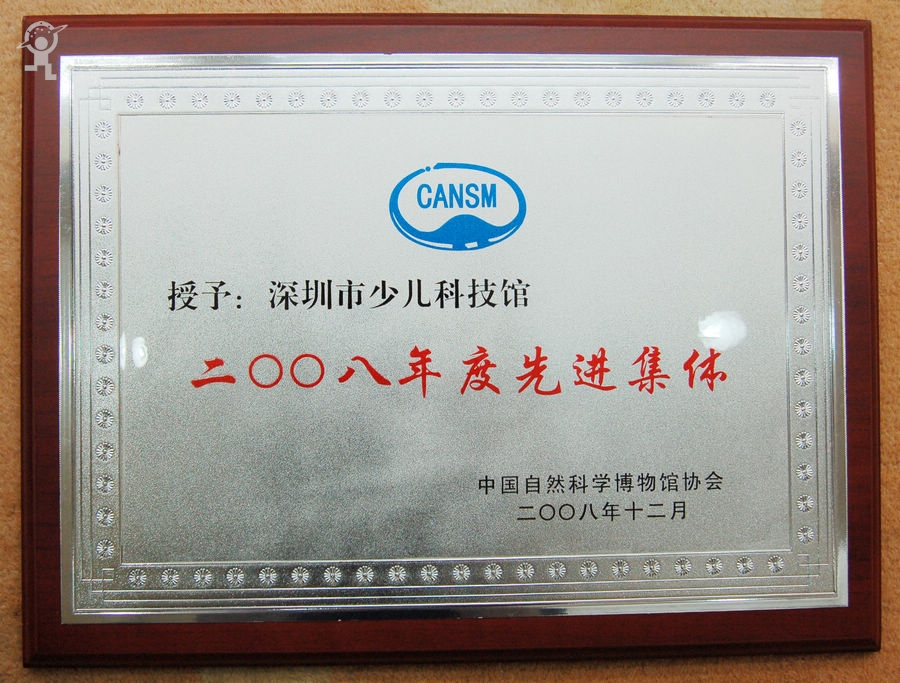 CANSM
授予：深圳市少儿科技馆
二〇〇八年度先进集体
中国自然科学博物馆协会
二〇〇八年十二月